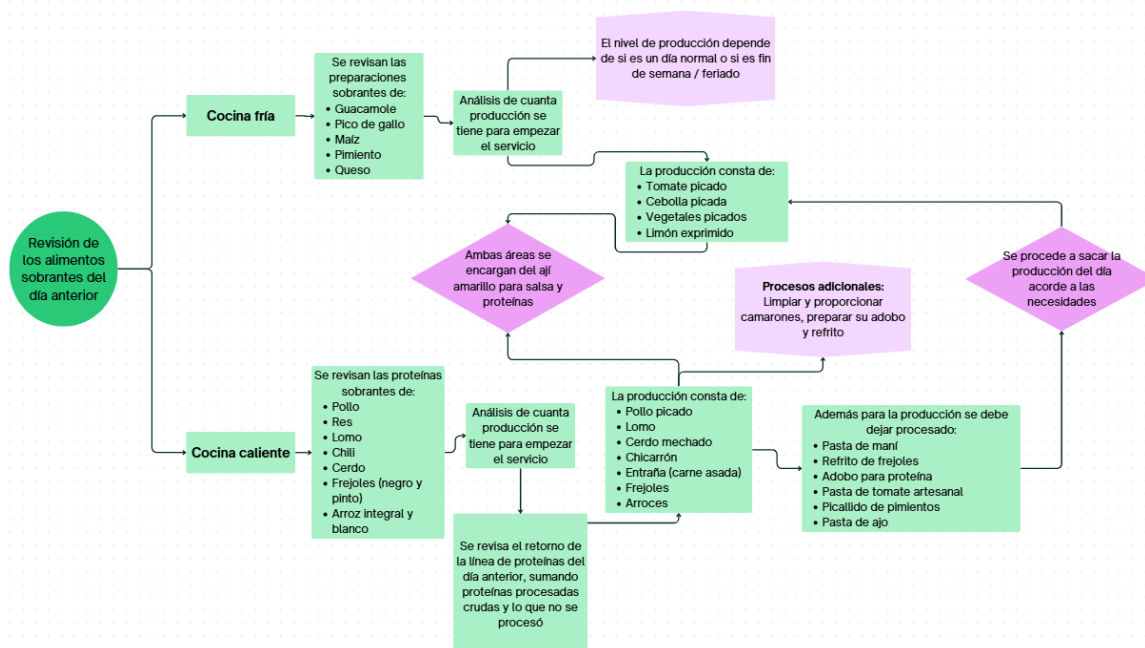 El nivel de producción depende
de si es un día normal o si es fin
de semana / feriado
Se revisan las
preparaciones
sobrantes de:
• Guacamole
• Pico de gallo
• Maíz
• Pimiento
• Queso
Cocina fría
Análisis de cuanta
producción se
tiene para empezar
el servicio
La producción consta de:
• Tomate picado
• Cebolla picada
• Vegetales picados
• Limón exprimido
Revisión de
los alimentos
sobrantes del
día anterior
Ambas áreas se
encargan del ají
amarillo para salsa y
proteínas
Se procede a sacar la
producción del día
acorde a las
necesidades
Procesos adicionales:
Limpiar y proporcionar
camarones, preparar su adobo
y refrito
Cocina caliente
Se revisan las proteínas
sobrantes de:
• Pollo
• Res
• Lomo
• Chili
• Cerdo
• Frejoles (negro y
pinto)
• Arroz integral y
blanco
Análisis de cuanta
producción se
tiene para empezar
el servicio
Se revisa el retorno de
la línea de proteínas del
día anterior, sumando
proteínas procesadas
crudas y lo que no se
procesó
La producción consta de:
• Pollo picado
• Lomo
• Cerdo mechado
• Chicarrón
• Entraña (carne asada)
• Frejoles
• Arroces
Además para la producción se debe
dejar procesado:
• Pasta de maní
• Refrito de frejoles
• Adobo para proteína
• Pasta de tomate artesanal
• Picallido de pimientos
• Pasta de ajo